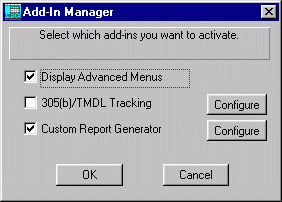 Add-In Manager
Select which add-ins you want to activate.
Display Advanced Menus
305(b)/TMDL Tracking
Configure
Custom Report Generator
Configure
OK
Cancel